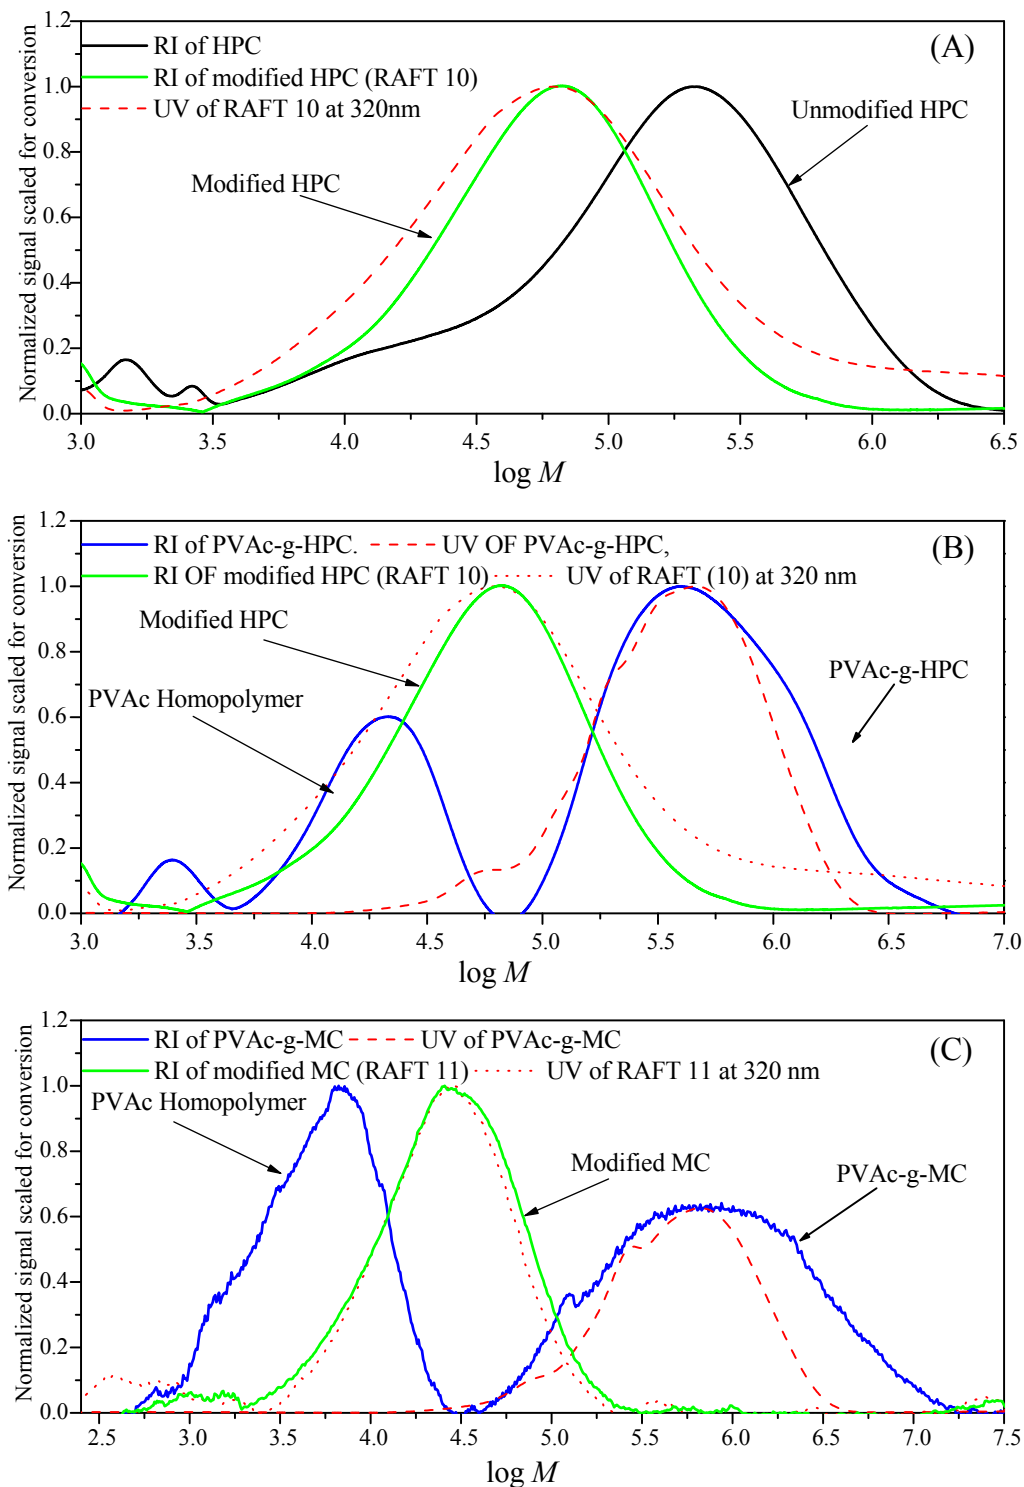 (A)
RI of HPC
RI of modified HPC (RAFT 10)
UV of RAFT 10 at 320nm
Unmodified HPC
Modified HPC
Normalized signal scaled for conversion
1.2
1.0
0.8
0.6
0.4
0.2
0.0
3.0 3.5 4.0 4.5 5.0 5.5 6.0 6.5
log M
(B)
RI of PVAc-g-HPC. UV OF PVAc-g-HPC,
RI OF modified HPC (RAFT 10) UV of RAFT (10) at 320 nm
Modified HPC
PVAc-g-HPC
PVAc Homopolymer
Normalized signal scaled for conversion
1.2
1.0
0.8
0.6
0.4
0.2
0.0
3.0 3.5 4.0 4.5 5.0 5.5 6.0 6.5 7.0
log M
(C)
RI of PVAc-g-MC UV of PVAc-g-MC
RI of modified MC (RAFT 11) UV of RAFT 11 at 320 nm
PVAc Homopolymer
Modified MC
PVAc-g-MC
Normalized signal scaled for conversion
1.2
1.0
0.8
0.6
0.4
0.2
0.0
2.5 3.0 3.5 4.0 4.5 5.0 5.5 6.0 6.5 7.0 7.5
log M